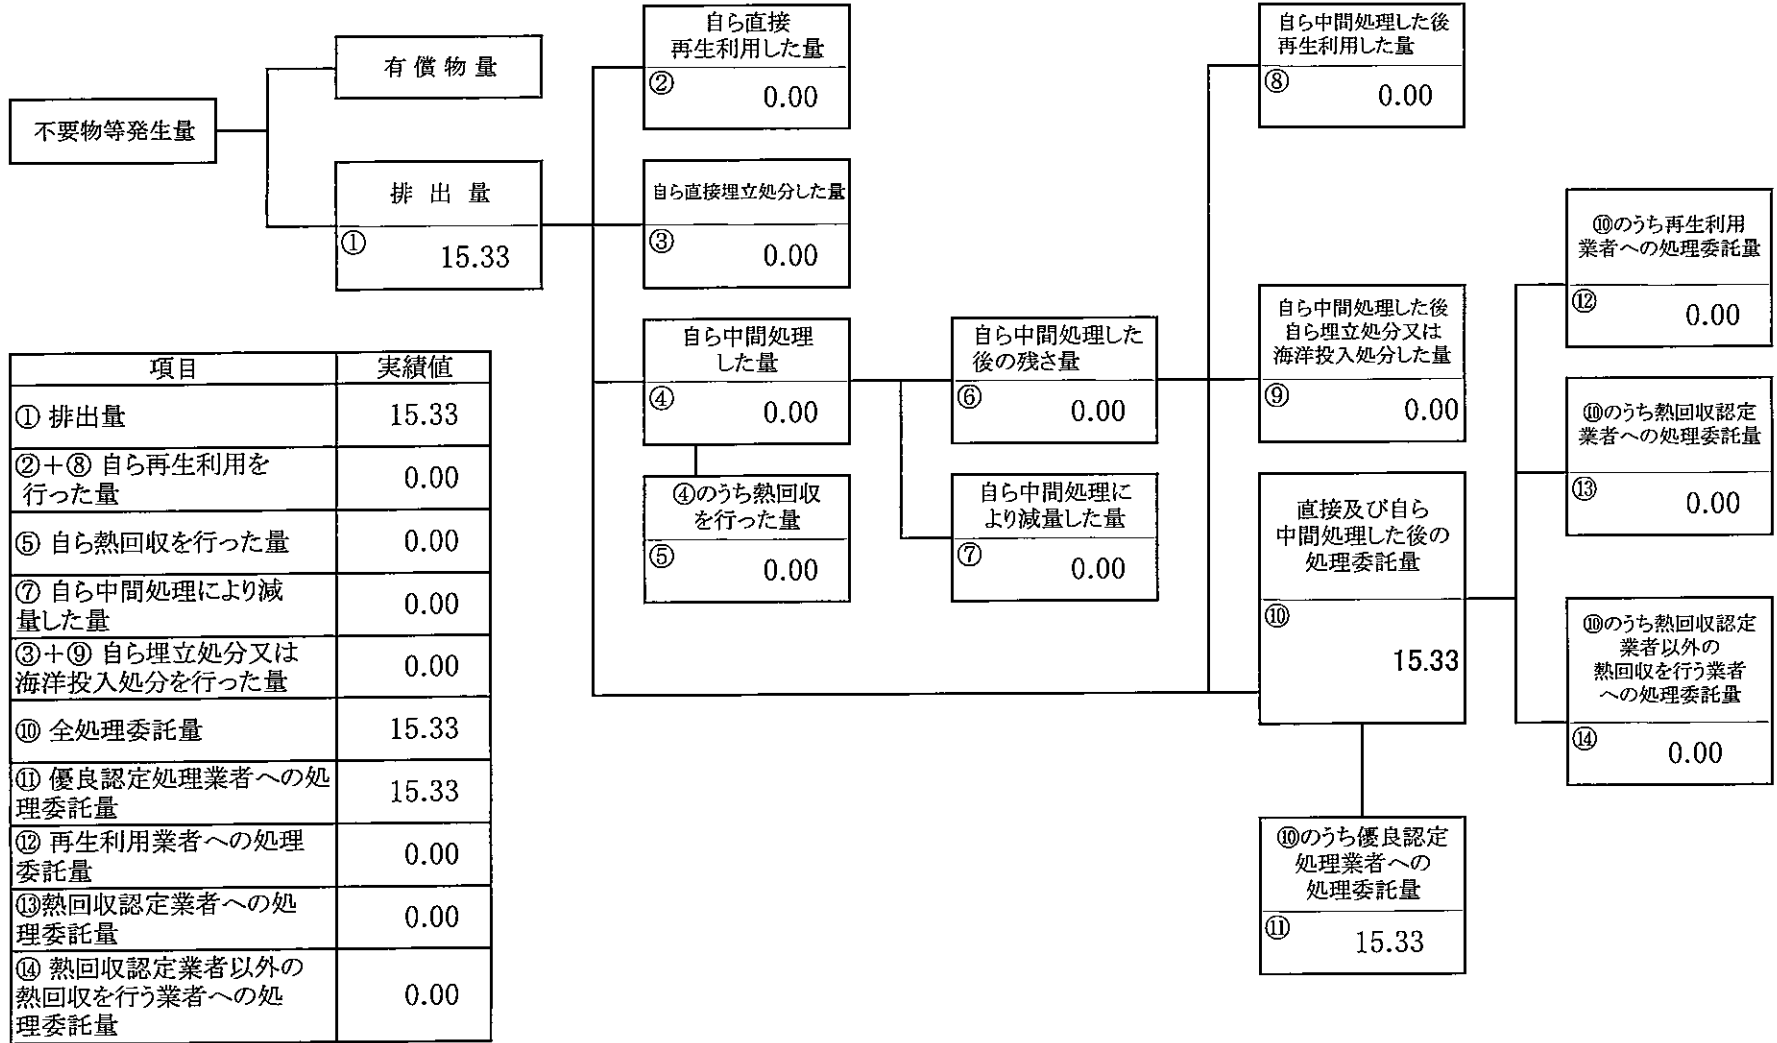 不要物等発生量
有償物量
排出量
①
15.33
自ら直接
再生利用した量
②
0.00
自ら直接埋立処分した量
③
0.00
自ら中間処理
した量
④
0.00
④のうち熱回収
を行った量
⑤
0.00
自ら中間処理した
後の残さ量
⑥
0.00
自ら中間処理に
より減量した量
⑦
0.00
自ら中間処理した後
再生利用した量
⑧
0.00
自ら中間処理した後
自ら埋立処分又は
海洋投入処分した量
⑨
0.00
直接及び自ら
中間処理した後の
処理委託量
⑩
15.33
⑩のうち優良認定
処理業者への
処理委託量
⑪
15.33
⑩のうち再生利用
業者への処理委託量
⑫
0.00
⑩のうち熱回収認定
業者への処理委託量
⑬
0.00
⑩のうち熱回収認定
業者以外の
熱回収を行う業者
への処理委託量
⑭
0.00
項目 実績値
① 排出量 15.33
②+⑧ 自ら再生利用を
行った量 0.00
⑤ 自ら熱回収を行った量 0.00
⑦ 自ら中間処理により減
量した量 0.00
③+⑨ 自ら埋立処分又は
海洋投入処分を行った量 0.00
⑩ 全処理委託量 15.33
⑪ 優良認定処理業者への処
理委託量 15.33
⑫ 再生利用業者への処理
委託量 0.00
⑬熱回収認定業者への処
理委託量 0.00
⑭ 熱回収認定業者以外の
熱回収を行う業者への処
理委託量 0.00